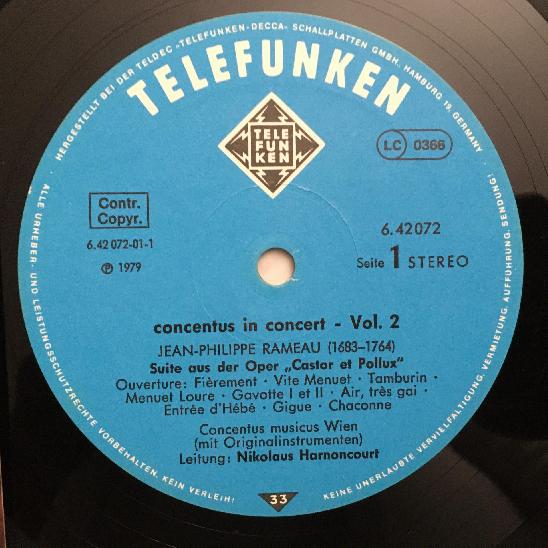 HERGESTELLT BEI DER TELDEC »TELEFUNKEN-DECCA« SCHALLPLATTEN GMBH, HAMBURG 19, GERMANY ·
TELEFUNKEN
TELE
FUN
KEN
LC 0366
Contr.
Copyr.
6.42 072-01-1
℗ 1979
6.42072
Seite 1 STEREO
concentus in concert - Vol. 2
JEAN-PHILIPPE RAMEAU (1683–1764)
Suite aus der Oper „Castor et Pollux“
Ouverture: Fièrement · Vite Menuet · Tamburin ·
Menuet Loure · Gavotte I et II · Air, très gai ·
Entrée d'Hébé · Gigue · Chaconne
Concentus musicus Wien
(mit Originalinstrumenten)
Leitung: Nikolaus Harnoncourt
33
ALLE URHEBER- UND LEISTUNGSSCHUTZRECHTE VORBEHALTEN. KEIN VERLEIH!
KEINE UNERLAUBTE VERVIELFÄLTIGUNG, VERMIETUNG, AUFFÜHRUNG, SENDUNG!